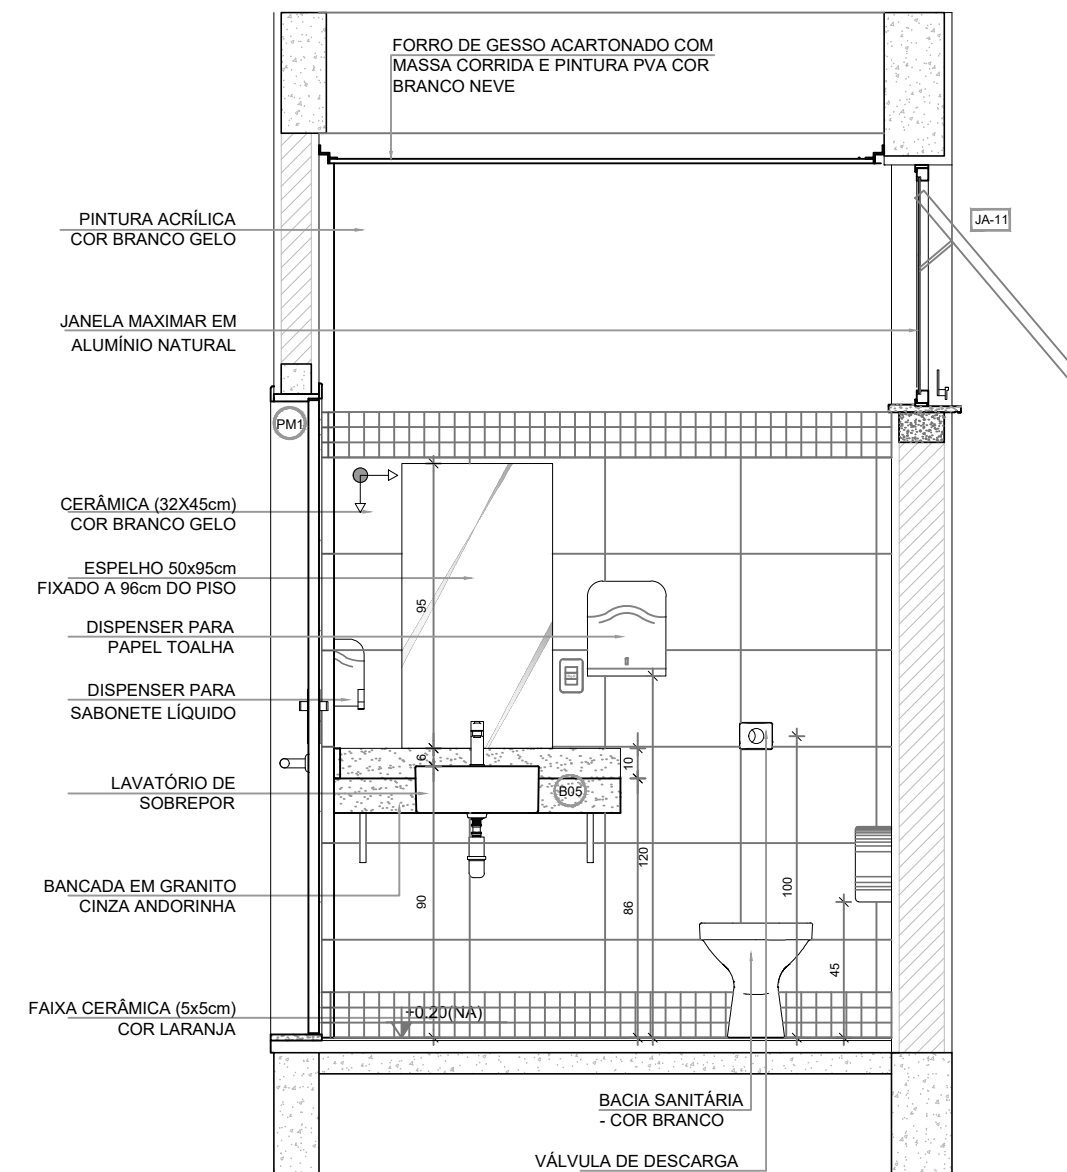 FORRO DE GESSO ACARTONADO COM
MASSA CORRIDA E PINTURA PVA COR
BRANCO NEVE
PINTURA ACRÍLICA
COR BRANCO GELO
JA-11
JANELA MAXIMAR EM
ALUMÍNIO NATURAL
PM1
CERÂMICA (32X45cm)
COR BRANCO GELO
ESPELHO 50x95cm
FIXADO A 96cm DO PISO
95
DISPENSER PARA
PAPEL TOALHA
DISPENSER PARA
SABONETE LÍQUIDO
6
10
LAVATÓRIO DE
SOBREPOR
B05
BANCADA EM GRANITO
CINZA ANDORINHA
90
86
120
100
45
FAIXA CERÂMICA (5x5cm)
COR LARANJA
+0.20(NA)
BACIA SANITÁRIA
- COR BRANCO
VÁLVULA DE DESCARGA